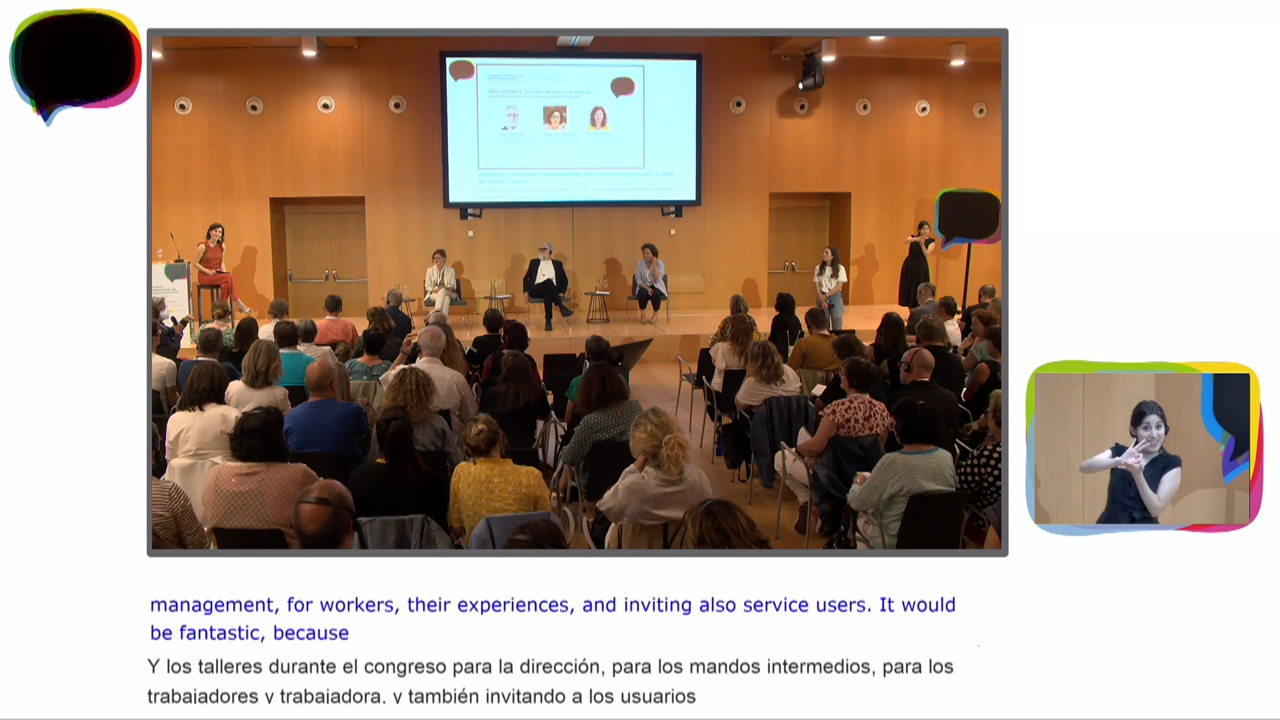 management, for workers, their experiences, and inviting also service users. It would
be fantastic, because
Y los talleres durante el congreso para la dirección, para los mandos intermedios, para los
trabajadores y trabajadora. y también invitando a los usuarios